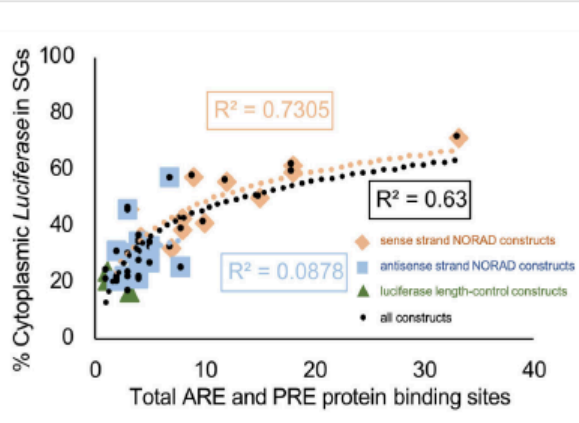 % Cytoplasmic Luciferase in SGs
100
80
60
40
20
0
R² = 0.7305
R² = 0.63
R² = 0.0878
sense strand NORAD constructs
antisense strand NORAD constructs
luciferase length-control constructs
all constructs
0 10 20 30 40
Total ARE and PRE protein binding sites